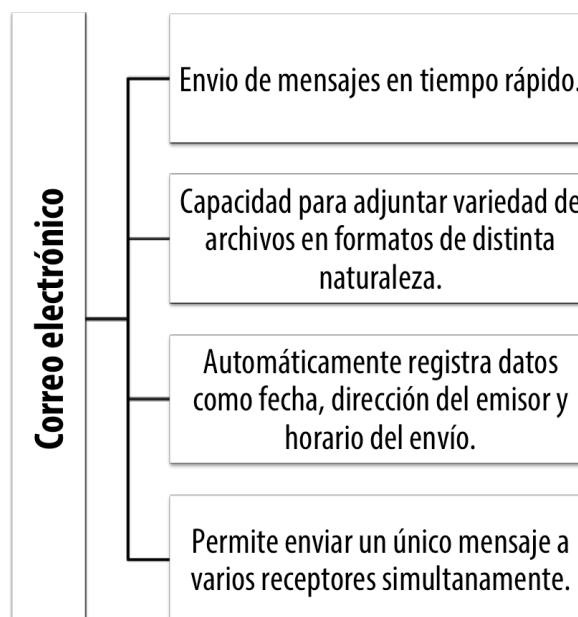 Correo electrónico
Envio de mensajes en tiempo rápido.
Capacidad para adjuntar variedad de
archivos en formatos de distinta
naturaleza.
Automáticamente registra datos
como fecha, dirección del emisor y
horario del envío.
Permite enviar un único mensaje a
varios receptores simultanamente.